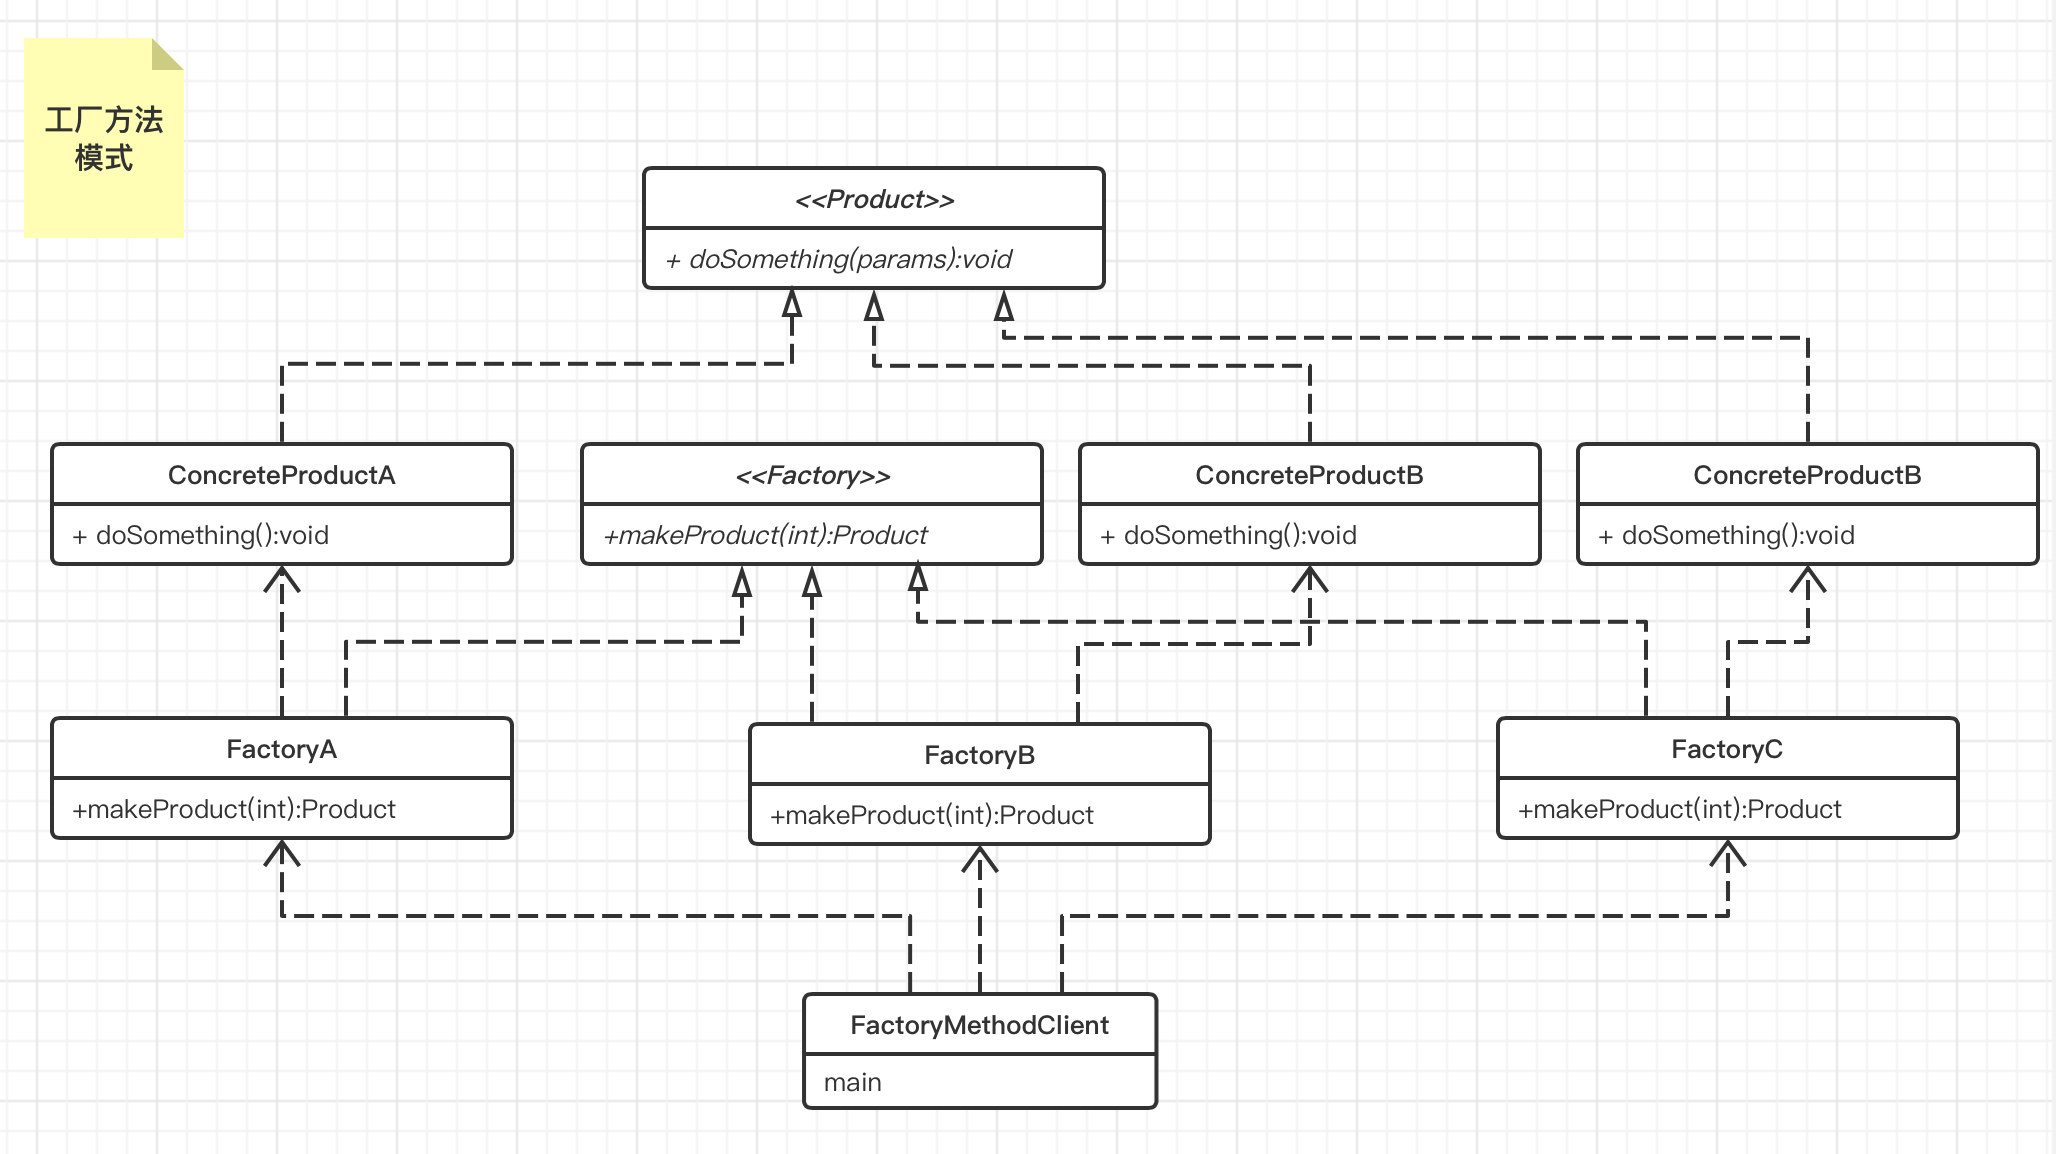 工厂方法
模式
<<Product>>
+ doSomething(params):void
ConcreteProductA
+ doSomething():void
<<Factory>>
+makeProduct(int):Product
ConcreteProductB
+ doSomething():void
ConcreteProductB
+ doSomething():void
FactoryA
+makeProduct(int):Product
FactoryB
+makeProduct(int):Product
FactoryC
+makeProduct(int):Product
FactoryMethodClient
main